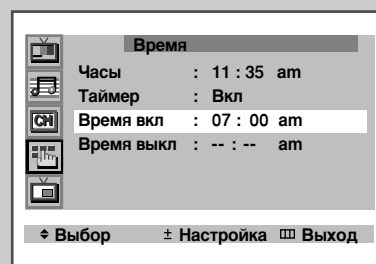 Время
Часы : 11 : 35 am
Таймер : Вкл
CH
Время вкл : 07 : 00 am
Время выкл : -- : -- am
Выбор ± Настройка Выход